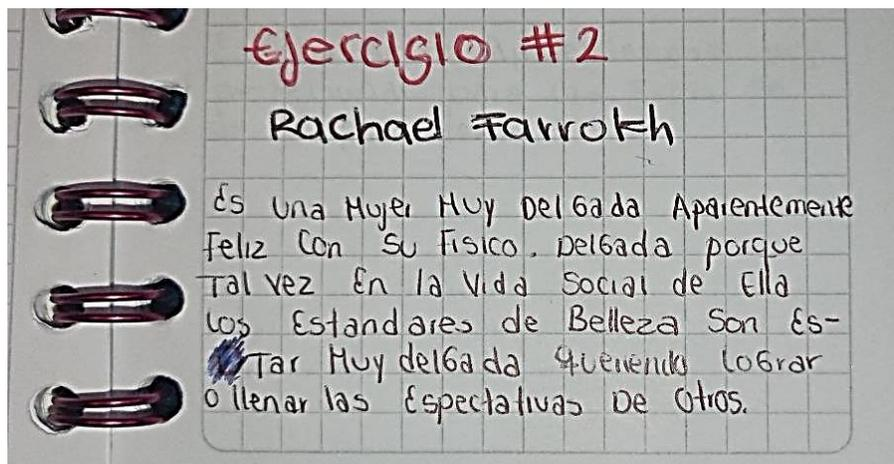 Ejercisio #2
Rachael Farrokh
Es una Mujer Muy Delgada Aparentemente
Feliz Con Su Fisico. Delgada porque
Tal vez En la Vida Social de Ella
los Estandares de Belleza Son Es-
Tar Muy delgada queriendo lograr
o llenar las Espectativas De Otros.